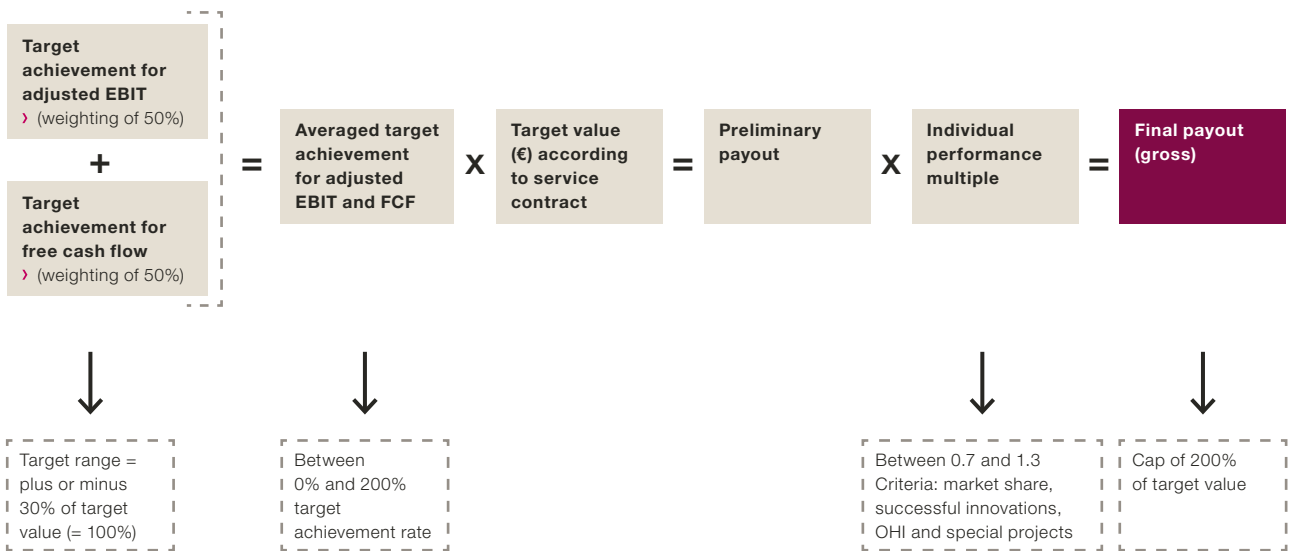 Target
achievement for
adjusted EBIT
› (weighting of 50%)
+
Target
achievement for
free cash flow
› (weighting of 50%)
=
Averaged target
achievement
for adjusted
EBIT and FCF
X
Target value
(€) according
to service
contract
=
Preliminary
payout
X
Individual
performance
multiple
=
Final payout
(gross)
Target range =
plus or minus
30% of target
value (= 100%)
Between
0% and 200%
target
achievement rate
Between 0.7 and 1.3
Criteria: market share,
successful innovations,
OHI and special projects
Cap of 200%
of target value